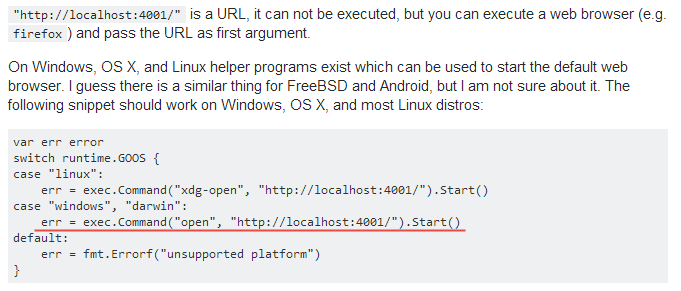 "http://localhost:4001/" is a URL, it can not be executed, but you can execute a web browser (e.g.
firefox ) and pass the URL as first argument.
On Windows, OS X, and Linux helper programs exist which can be used to start the default web
browser. I guess there is a similar thing for FreeBSD and Android, but I am not sure about it. The
following snippet should work on Windows, OS X, and most Linux distros:
var err error
switch runtime.GOOS {
case "linux":
    err = exec.Command("xdg-open", "http://localhost:4001/").Start()
case "windows", "darwin":
    err = exec.Command("open", "http://localhost:4001/").Start()
default:
    err = fmt.Errorf("unsupported platform")
}